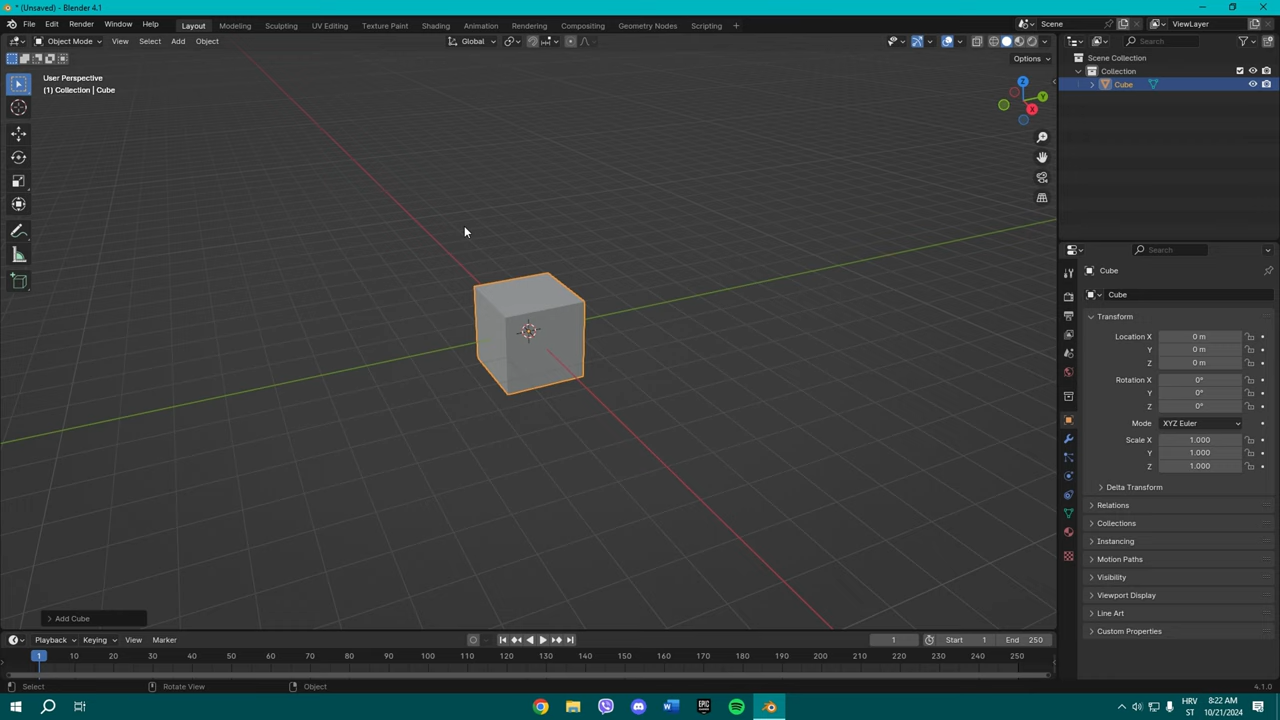 * (Unsaved) - Blender 4.1
File Edit Render Window Help Layout Modeling Sculpting UV Editing Texture Paint Shading Animation Rendering Compositing Geometry Nodes Scripting + Scene ViewLayer
Object Mode View Select Add Object Global Search
Options
User Perspective
(1) Collection | Cube
Z
Y
X
Scene Collection
Collection
Cube
Search
Cube
Cube
Transform
Location X 0 m
Y 0 m
Z 0 m
Rotation X 0°
Y 0°
Z 0°
Mode XYZ Euler
Scale X 1.000
Y 1.000
Z 1.000
Delta Transform
Relations
Collections
Instancing
Motion Paths
Visibility
Viewport Display
Line Art
Custom Properties
Add Cube
Playback Keying View Marker 1 Start 1 End 250
1 10 20 30 40 50 60 70 80 90 100 110 120 130 140 150 160 170 180 190 200 210 220 230 240 250
Select Rotate View Object 4.1.0
EPIC
W
HRV
ST
8:22 AM
10/21/2024